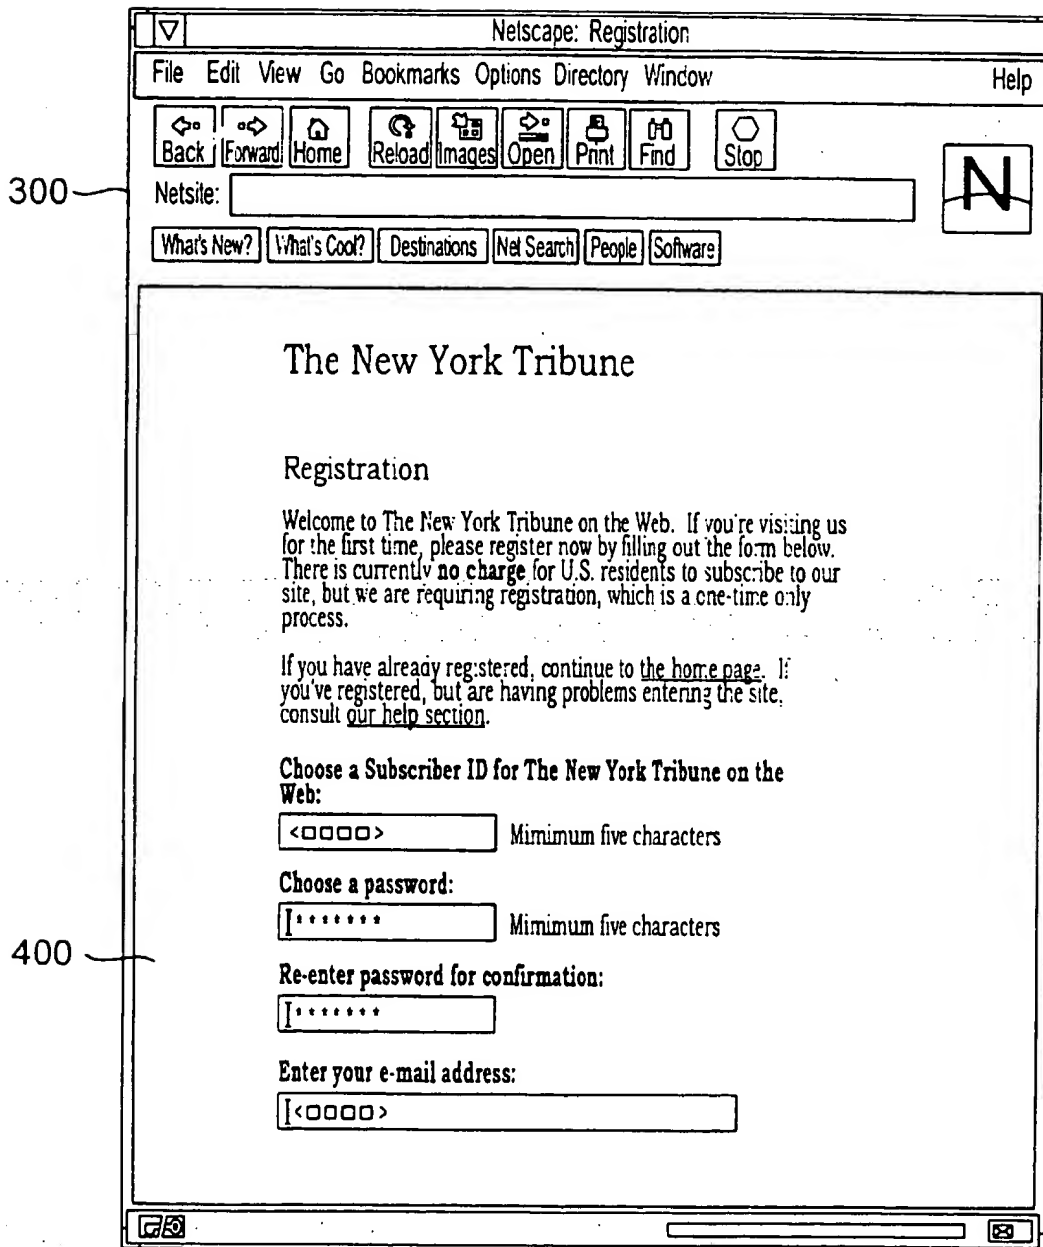 Netscape: Registration
File Edit View Go Bookmarks Options Directory Window Help
Back Forward Home Reload Images Open Print Find Stop
N
300
Netsite:
What's New? What's Cool? Destinations Net Search People Software
The New York Tribune
Registration
Welcome to The New York Tribune on the Web. If you're visiting us
for the first time, please register now by filling out the form below.
There is currently no charge for U.S. residents to subscribe to our
site, but we are requiring registration, which is a one-time only
process.
If you have already registered, continue to the home page. If
you've registered, but are having problems entering the site,
consult our help section.
Choose a Subscriber ID for The New York Tribune on the
Web:
<□□□□> Mimimum five characters
Choose a password:
******* Mimimum five characters
400
Re-enter password for confirmation:
*******
Enter your e-mail address:
<□□□□>